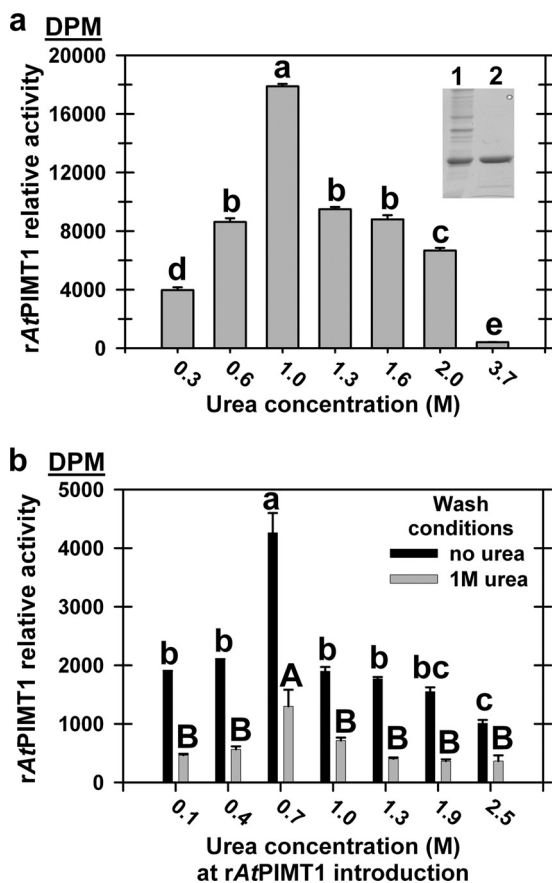 a
DPM
rAtPIMT1 relative activity
20000
16000
12000
8000
4000
0
d
b
a
b
b
c
e
1 2
0.3 0.6 1.0 1.3 1.6 2.0 3.7
Urea concentration (M)
b
DPM
rAtPIMT1 relative activity
5000
4000
3000
2000
1000
0
Wash
conditions
no urea
1M urea
b B b B a A b B b B bc B c B
0.1 0.4 0.7 1.0 1.3 1.9 2.5
Urea concentration (M)
at rAtPIMT1 introduction